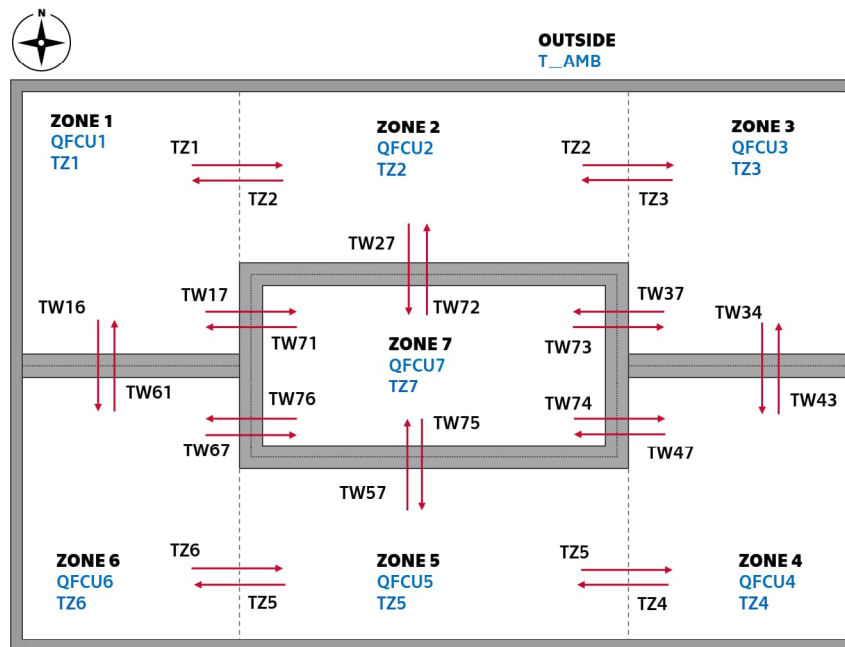 OUTSIDE
T_AMB
ZONE 1
QFCU1
TZ1
ZONE 2
QFCU2
TZ2
ZONE 3
QFCU3
TZ3
TZ1
TZ2
TZ2
TZ3
TW27
TW72
TW16
TW61
TW17
TW71
TW37
TW73
TW34
TW43
ZONE 7
QFCU7
TZ7
TW76
TW67
TW75
TW57
TW74
TW47
ZONE 6
QFCU6
TZ6
TZ6
TZ5
ZONE 5
QFCU5
TZ5
TZ5
TZ4
ZONE 4
QFCU4
TZ4